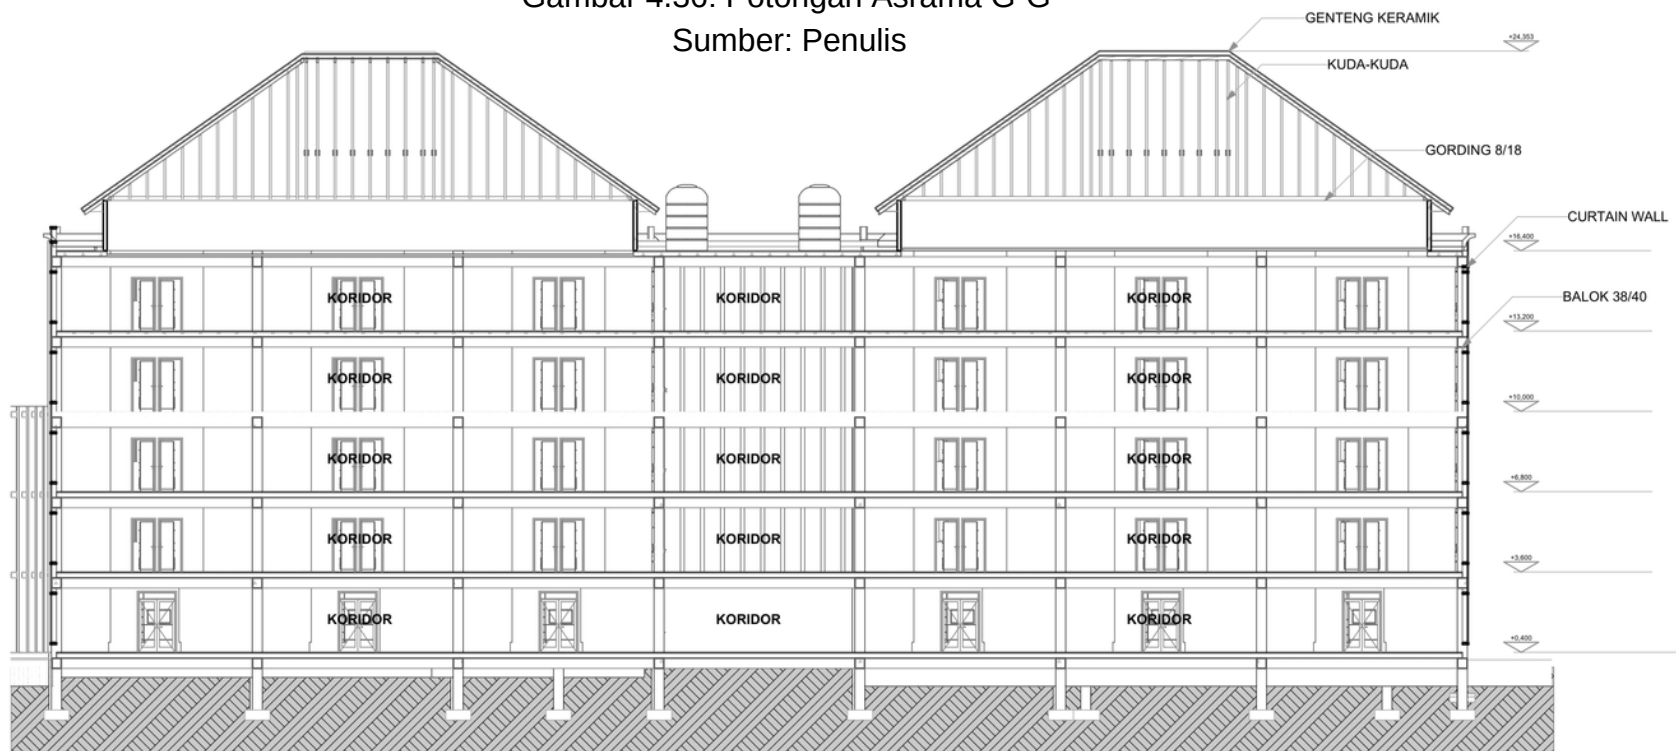 Gambar 4.30. Potongan Asrama G-G
Sumber: Penulis
GENTENG KERAMIK
+24,353
KUDA-KUDA
GORDING 8/18
CURTAIN WALL
+16,400
BALOK 38/40
+13,200
+10,000
+6,800
+3,600
+0,400
KORIDOR KORIDOR KORIDOR
KORIDOR KORIDOR KORIDOR
KORIDOR KORIDOR KORIDOR
KORIDOR KORIDOR KORIDOR
KORIDOR KORIDOR KORIDOR